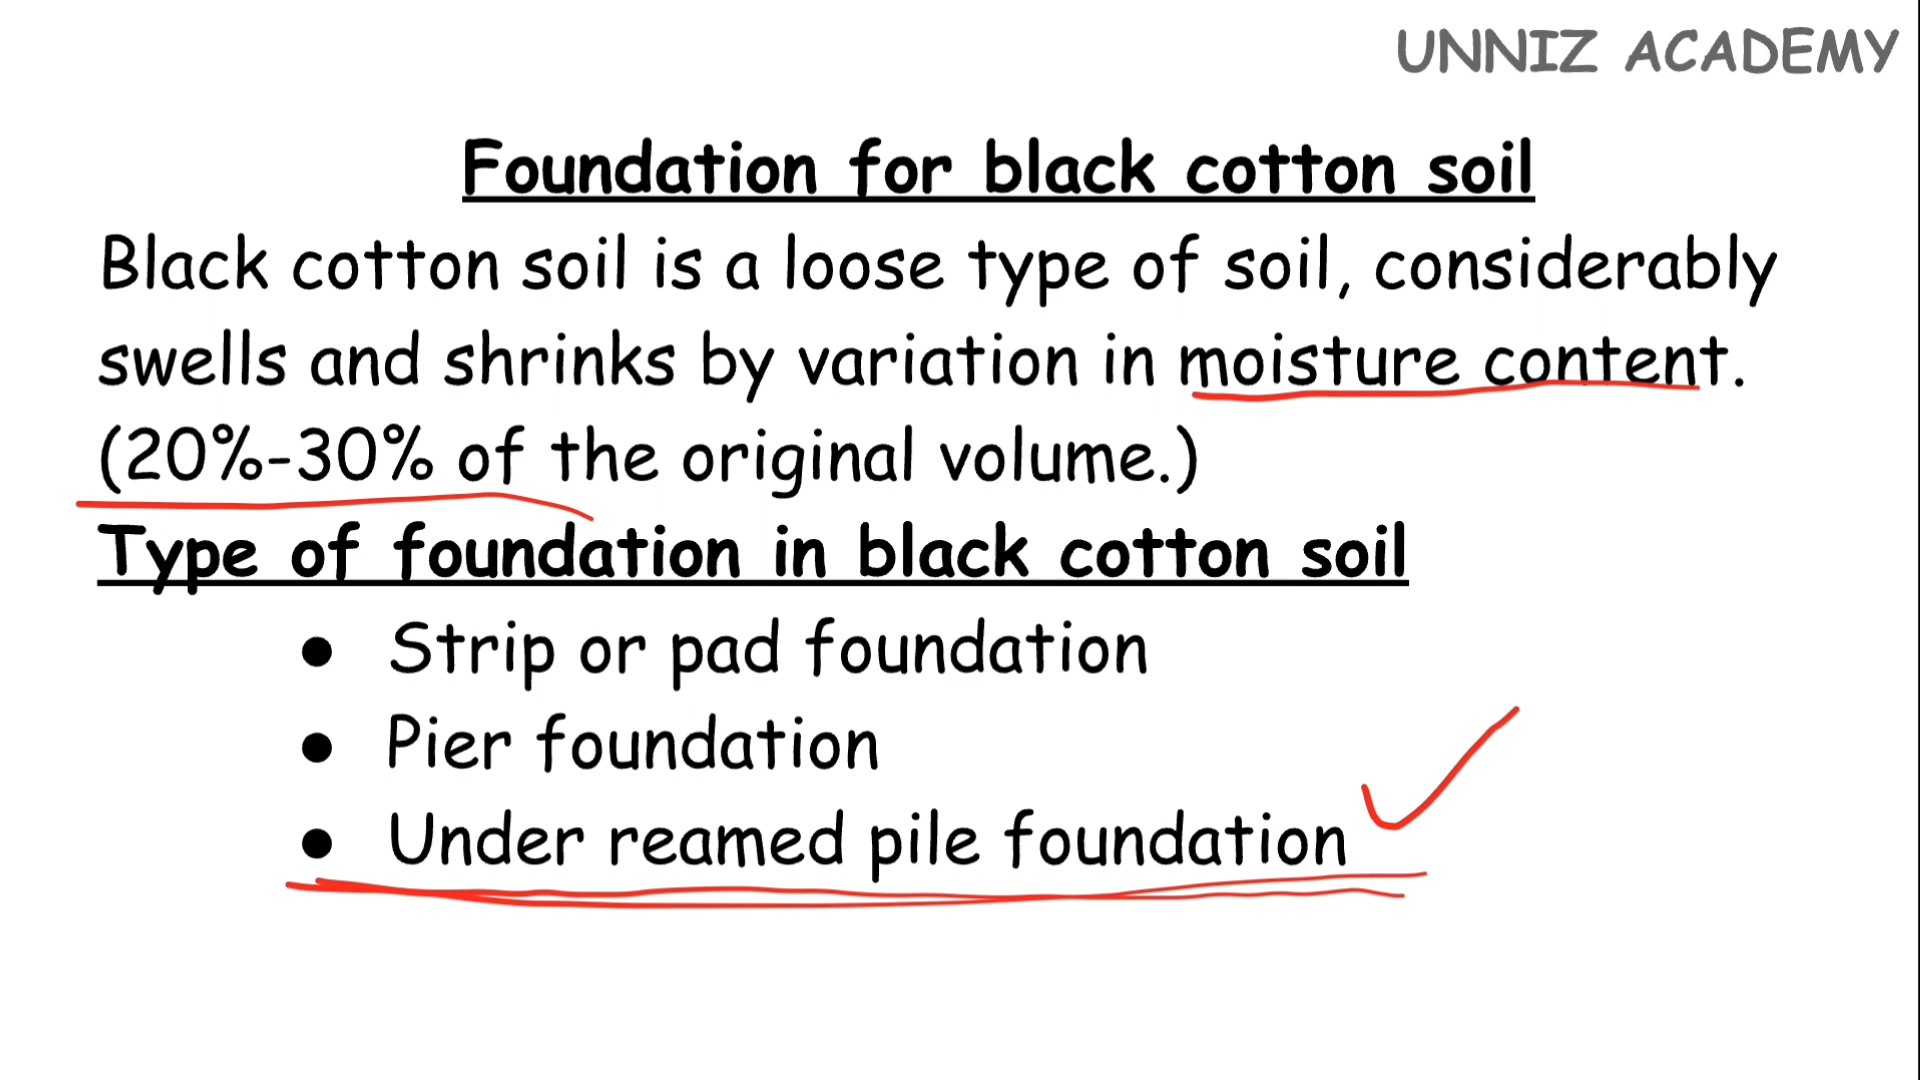 UNNIZ ACADEMY
Foundation for black cotton soil
Black cotton soil is a loose type of soil, considerably
swells and shrinks by variation in moisture content.
(20%-30% of the original volume.)
Type of foundation in black cotton soil
● Strip or pad foundation
● Pier foundation
● Under reamed pile foundation